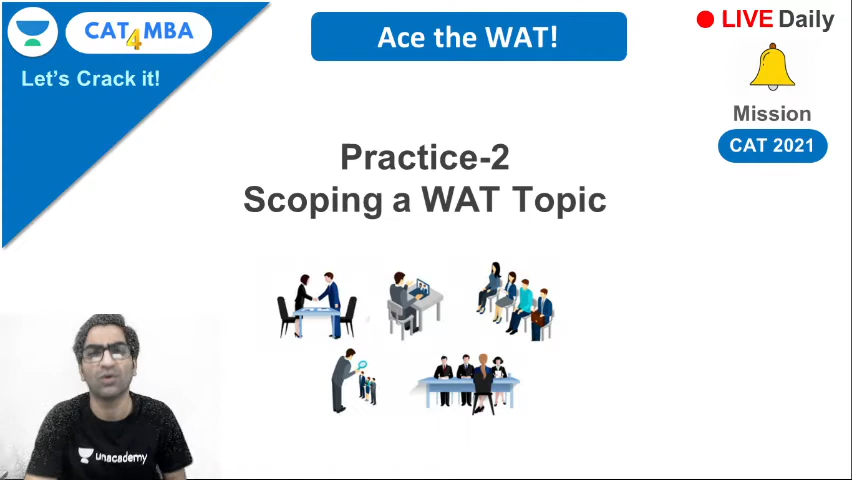 CAT4MBA
Let's Crack it!
Ace the WAT!
LIVE Daily
Mission
CAT 2021
Practice-2
Scoping a WAT Topic
unacademy